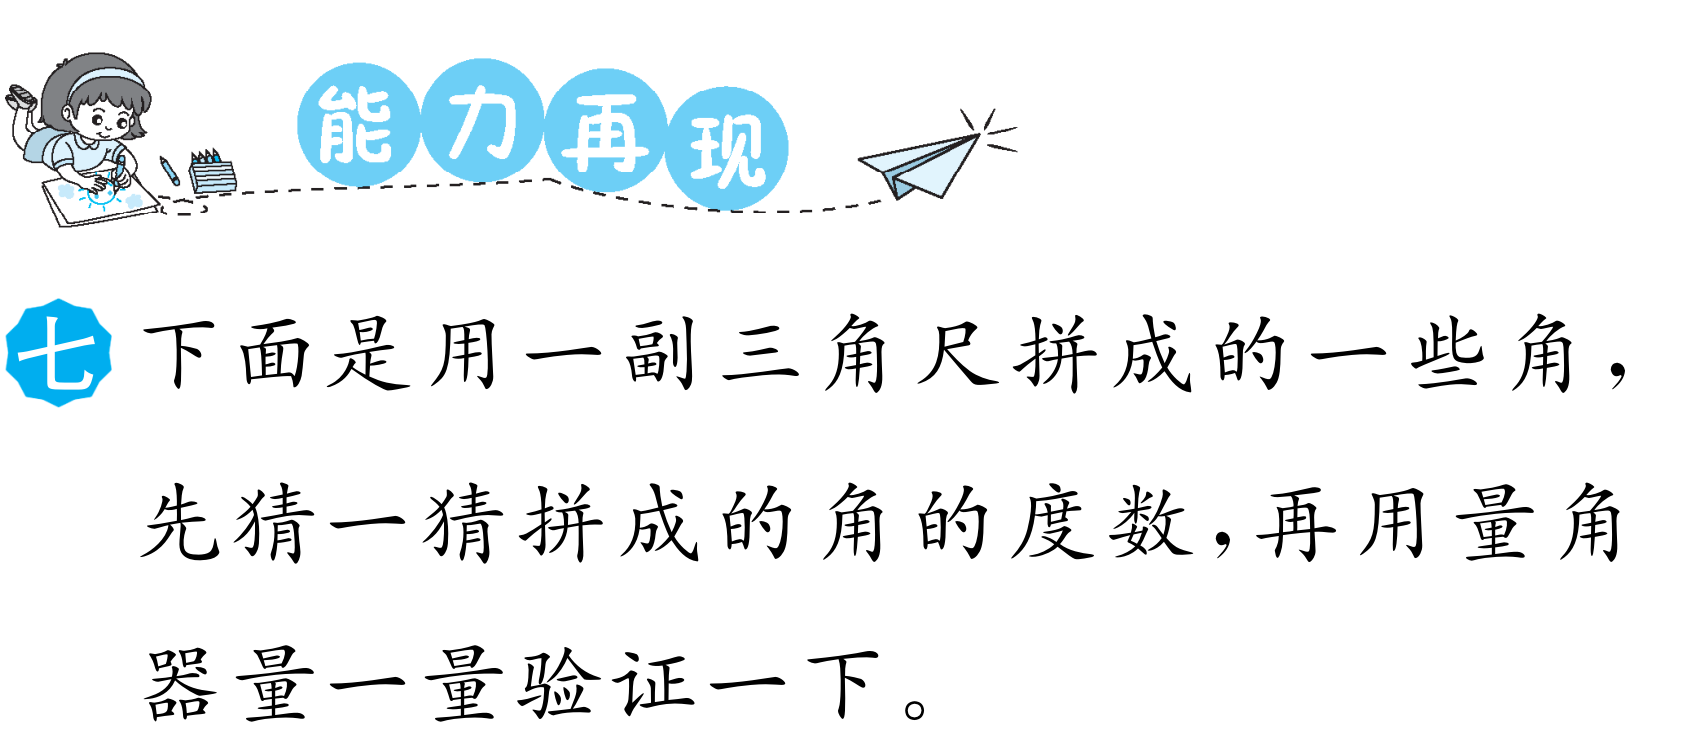 能力再现
七 下面是用一副三角尺拼成的一些角，
先猜一猜拼成的角的度数，再用量角
器量一量验证一下。